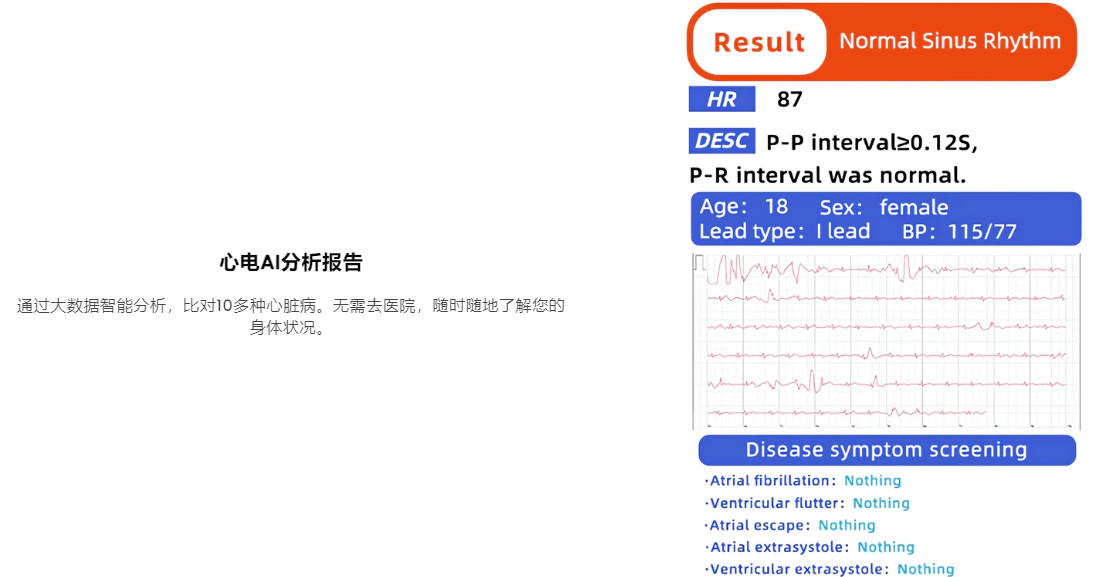 心电AI分析报告
通过大数据智能分析，比对10多种心脏病。无需去医院，随时随地了解您的
身体状况。
Result Normal Sinus Rhythm
HR 87
DESC P-P interval≥0.12S,
P-R interval was normal.
Age: 18 Sex: female
Lead type: I lead BP: 115/77
Disease symptom screening
·Atrial fibrillation: Nothing
·Ventricular flutter: Nothing
·Atrial escape: Nothing
·Atrial extrasystole: Nothing
·Ventricular extrasystole: Nothing